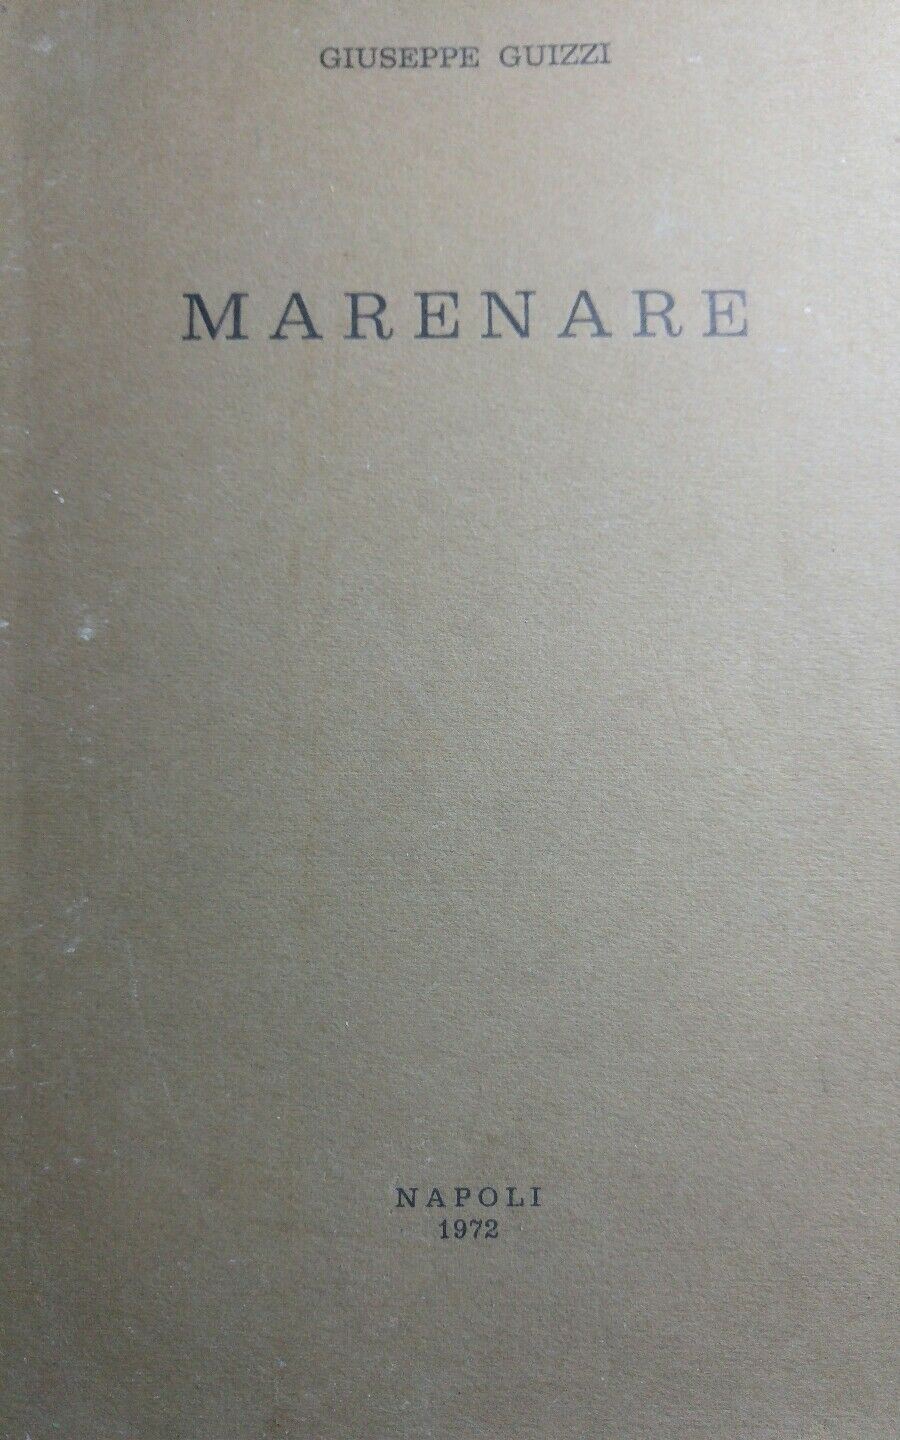 GIUSEPPE GUIZZI
MARENARE
NAPOLI
1972